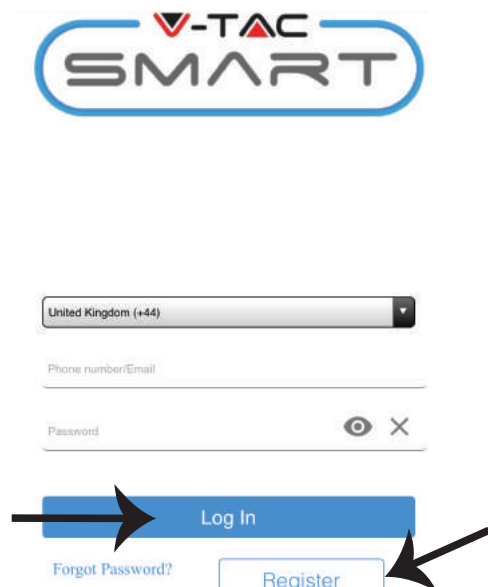 V-TAC
SMART
United Kingdom (+44)
Phone number/Email
Password
Log In
Forgot Password?
Register